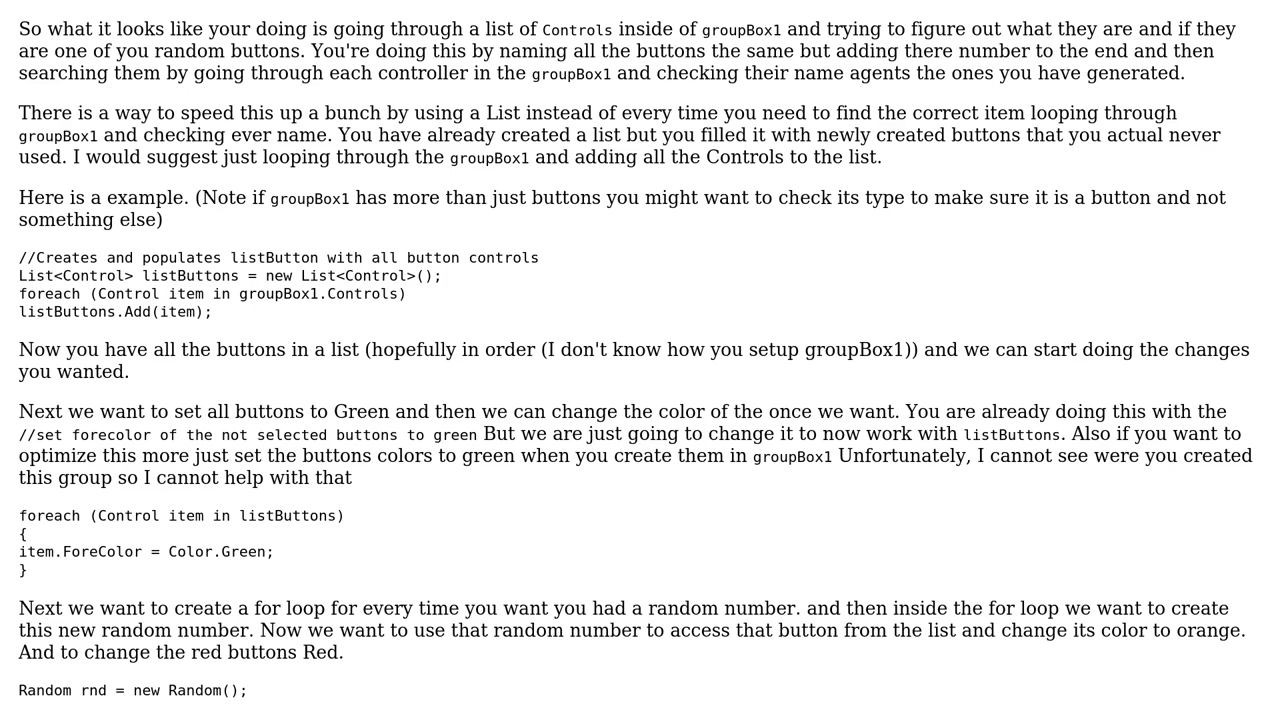 So what it looks like your doing is going through a list of Controls inside of groupBox1 and trying to figure out what they are and if they
are one of you random buttons. You're doing this by naming all the buttons the same but adding there number to the end and then
searching them by going through each controller in the groupBox1 and checking their name agents the ones you have generated.
There is a way to speed this up a bunch by using a List instead of every time you need to find the correct item looping through
groupBox1 and checking ever name. You have already created a list but you filled it with newly created buttons that you actual never
used. I would suggest just looping through the groupBox1 and adding all the Controls to the list.
Here is a example. (Note if groupBox1 has more than just buttons you might want to check its type to make sure it is a button and not
something else)
//Creates and populates listButton with all button controls
List<Control> listButtons = new List<Control>();
foreach (Control item in groupBox1.Controls)
listButtons.Add(item);
Now you have all the buttons in a list (hopefully in order (I don't know how you setup groupBox1)) and we can start doing the changes
you wanted.
Next we want to set all buttons to Green and then we can change the color of the once we want. You are already doing this with the
//set forecolor of the not selected buttons to green But we are just going to change it to now work with listButtons. Also if you want to
optimize this more just set the buttons colors to green when you create them in groupBox1 Unfortunately, I cannot see were you created
this group so I cannot help with that
foreach (Control item in listButtons)
{
item.ForeColor = Color.Green;
}
Next we want to create a for loop for every time you want you had a random number. and then inside the for loop we want to create
this new random number. Now we want to use that random number to access that button from the list and change its color to orange.
And to change the red buttons Red.
Random rnd = new Random();